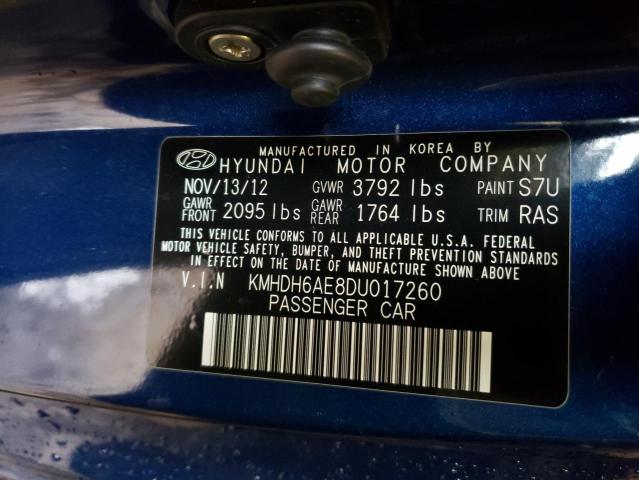 MANUFACTURED IN KOREA BY
HYUNDAI MOTOR COMPANY
NOV/13/12 GVWR 3792 lbs PAINT S7U
GAWR FRONT 2095 lbs GAWR REAR 1764 lbs TRIM RAS
THIS VEHICLE CONFORMS TO ALL APPLICABLE U.S.A. FEDERAL
MOTOR VEHICLE SAFETY, BUMPER, AND THEFT PREVENTION STANDARDS
IN EFFECT ON THE DATE OF MANUFACTURE SHOWN ABOVE
V.I.N KMHDH6AE8DU017260
PASSENGER CAR